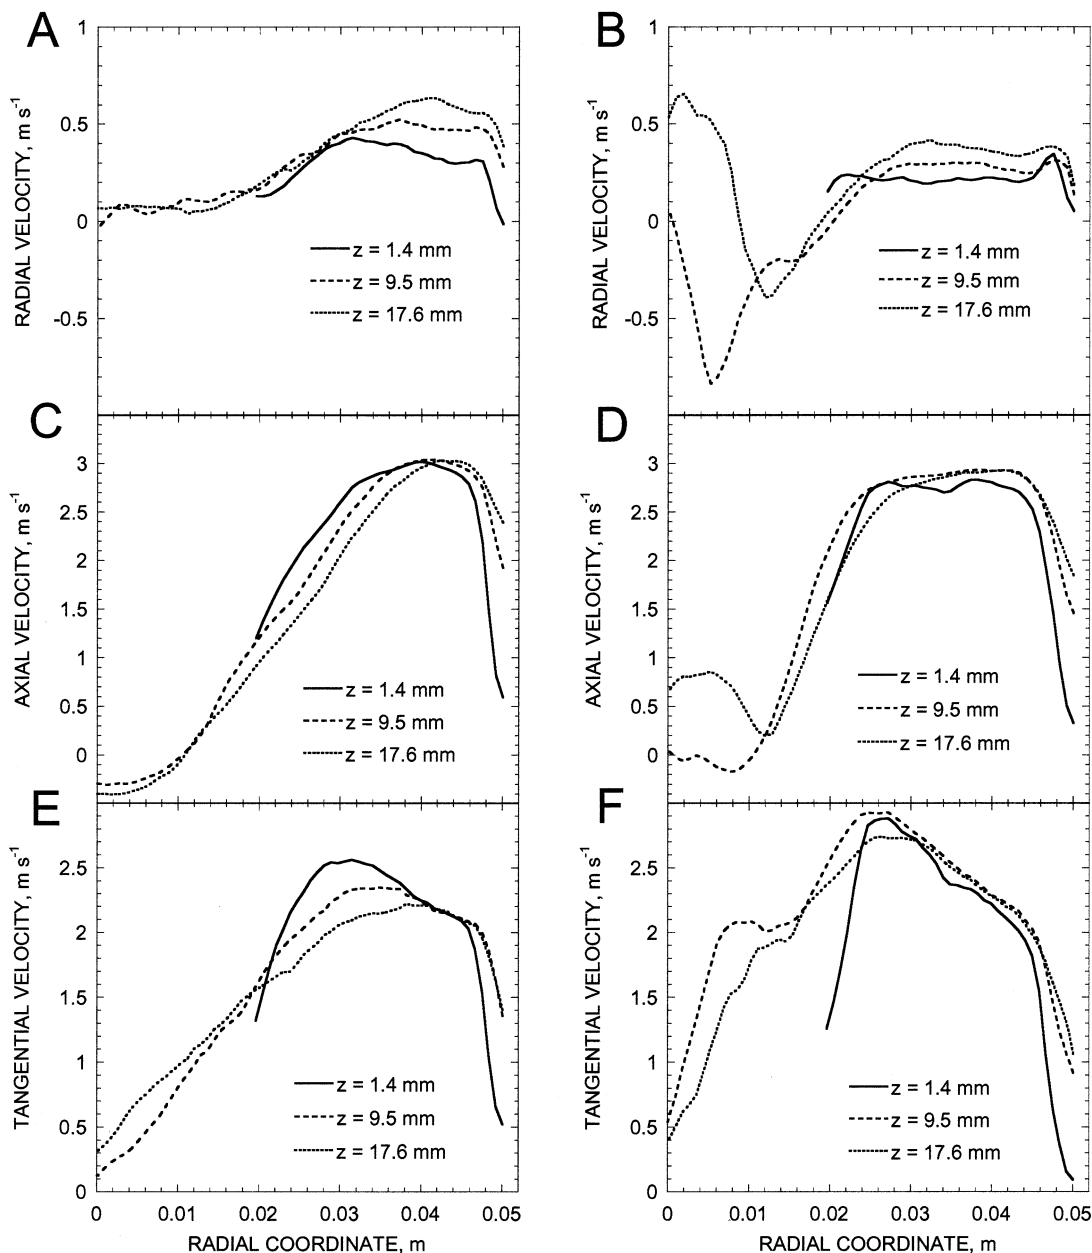 A
B
1
0.5
0
-0.5
RADIAL VELOCITY, m s-1
z = 1.4 mm
z = 9.5 mm
z = 17.6 mm
1
0.5
0
-0.5
RADIAL VELOCITY, m s-1
z = 1.4 mm
z = 9.5 mm
z = 17.6 mm
C
D
3
2.5
2
1.5
1
0.5
0
AXIAL VELOCITY, m s-1
z = 1.4 mm
z = 9.5 mm
z = 17.6 mm
3
2.5
2
1.5
1
0.5
0
AXIAL VELOCITY, m s-1
z = 1.4 mm
z = 9.5 mm
z = 17.6 mm
E
F
2.5
2
1.5
1
0.5
0
TANGENTIAL VELOCITY, m s-1
z = 1.4 mm
z = 9.5 mm
z = 17.6 mm
0 0.01 0.02 0.03 0.04 0.05
RADIAL COORDINATE, m
2.5
2
1.5
1
0.5
0
TANGENTIAL VELOCITY, m s-1
z = 1.4 mm
z = 9.5 mm
z = 17.6 mm
0 0.01 0.02 0.03 0.04 0.05
RADIAL COORDINATE, m